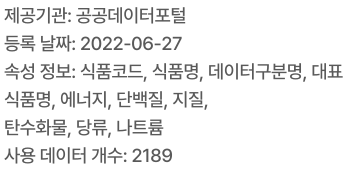 제공기관: 공공데이터포털
등록 날짜: 2022-06-27
속성 정보: 식품코드, 식품명, 데이터구분명, 대표
식품명, 에너지, 단백질, 지질,
탄수화물, 당류, 나트륨
사용 데이터 개수: 2189